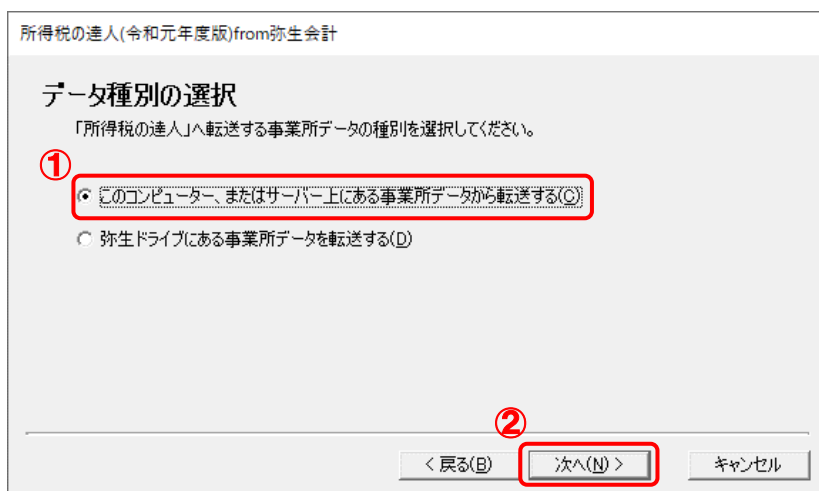 所得税の達人(令和元年度版)from弥生会計
データ種別の選択
「所得税の達人」へ転送する事業所データの種別を選択してください。
①
このコンピューター、またはサーバー上にある事業所データから転送する(C)
弥生ドライブにある事業所データを転送する(D)
②
< 戻る(B)
次へ(N) >
キャンセル